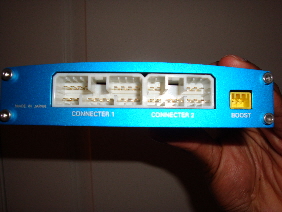 MADE IN JAPAN
CONNECTER 1
CONNECTER 2
BOOST